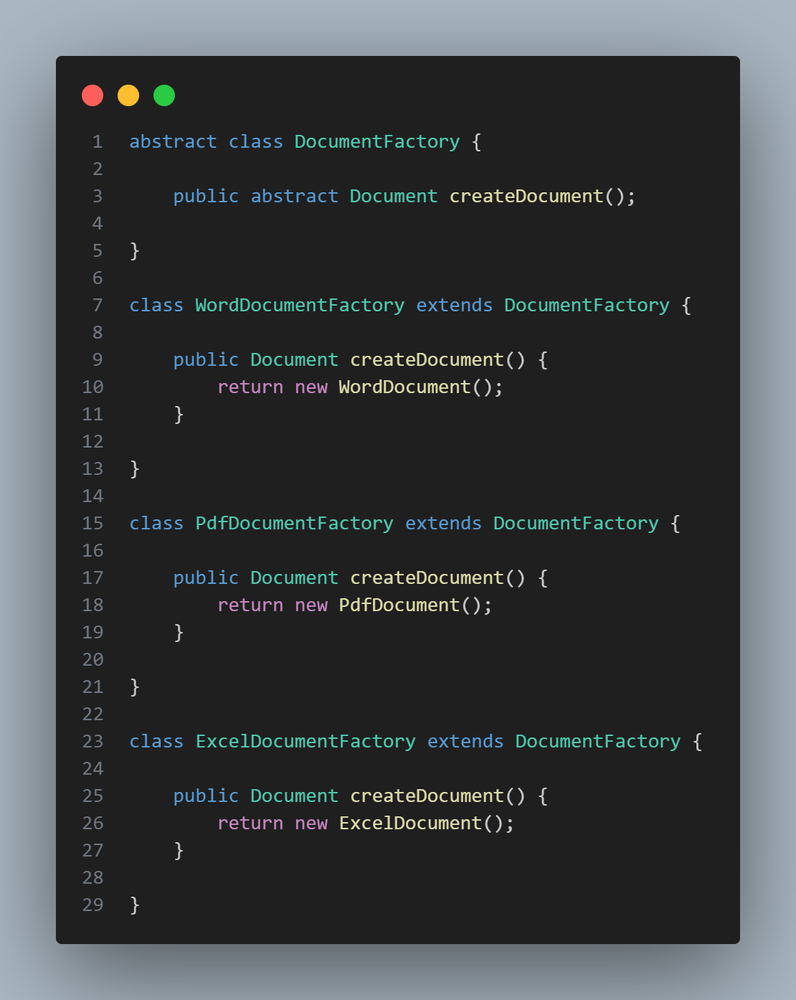 1 abstract class DocumentFactory {
2
3     public abstract Document createDocument();
4
5 }
6
7 class WordDocumentFactory extends DocumentFactory {
8
9     public Document createDocument() {
10         return new WordDocument();
11     }
12
13 }
14
15 class PdfDocumentFactory extends DocumentFactory {
16
17     public Document createDocument() {
18         return new PdfDocument();
19     }
20
21 }
22
23 class ExcelDocumentFactory extends DocumentFactory {
24
25     public Document createDocument() {
26         return new ExcelDocument();
27     }
28
29 }